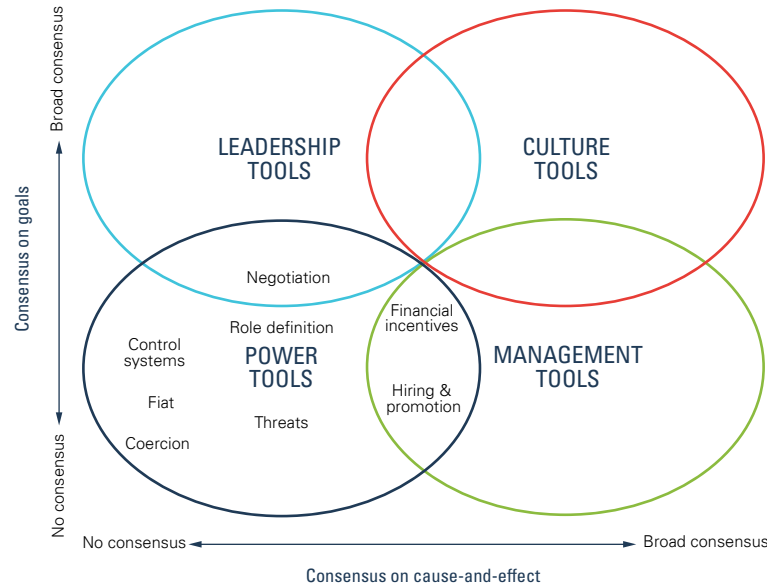 Broad consensus
Consensus on goals
No consensus
LEADERSHIP
TOOLS
CULTURE
TOOLS
Negotiation
Role definition
Financial
incentives
Control
systems
POWER
TOOLS
MANAGEMENT
TOOLS
Fiat
Hiring &
promotion
Threats
Coercion
No consensus
Broad consensus
Consensus on cause-and-effect